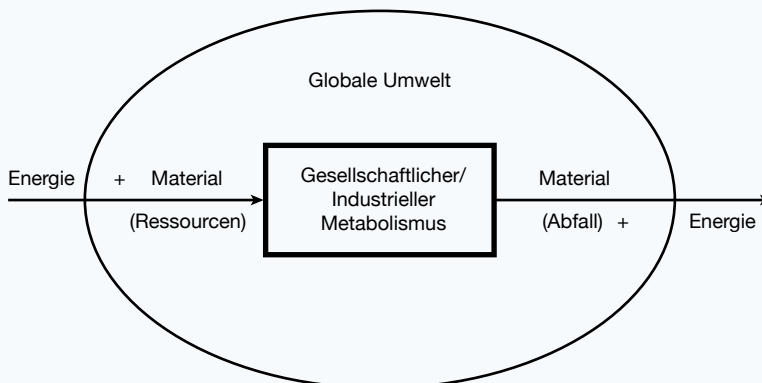 Globale Umwelt
Energie + Material
(Ressourcen)
Gesellschaftlicher/
Industrieller
Metabolismus
Material
(Abfall) + Energie